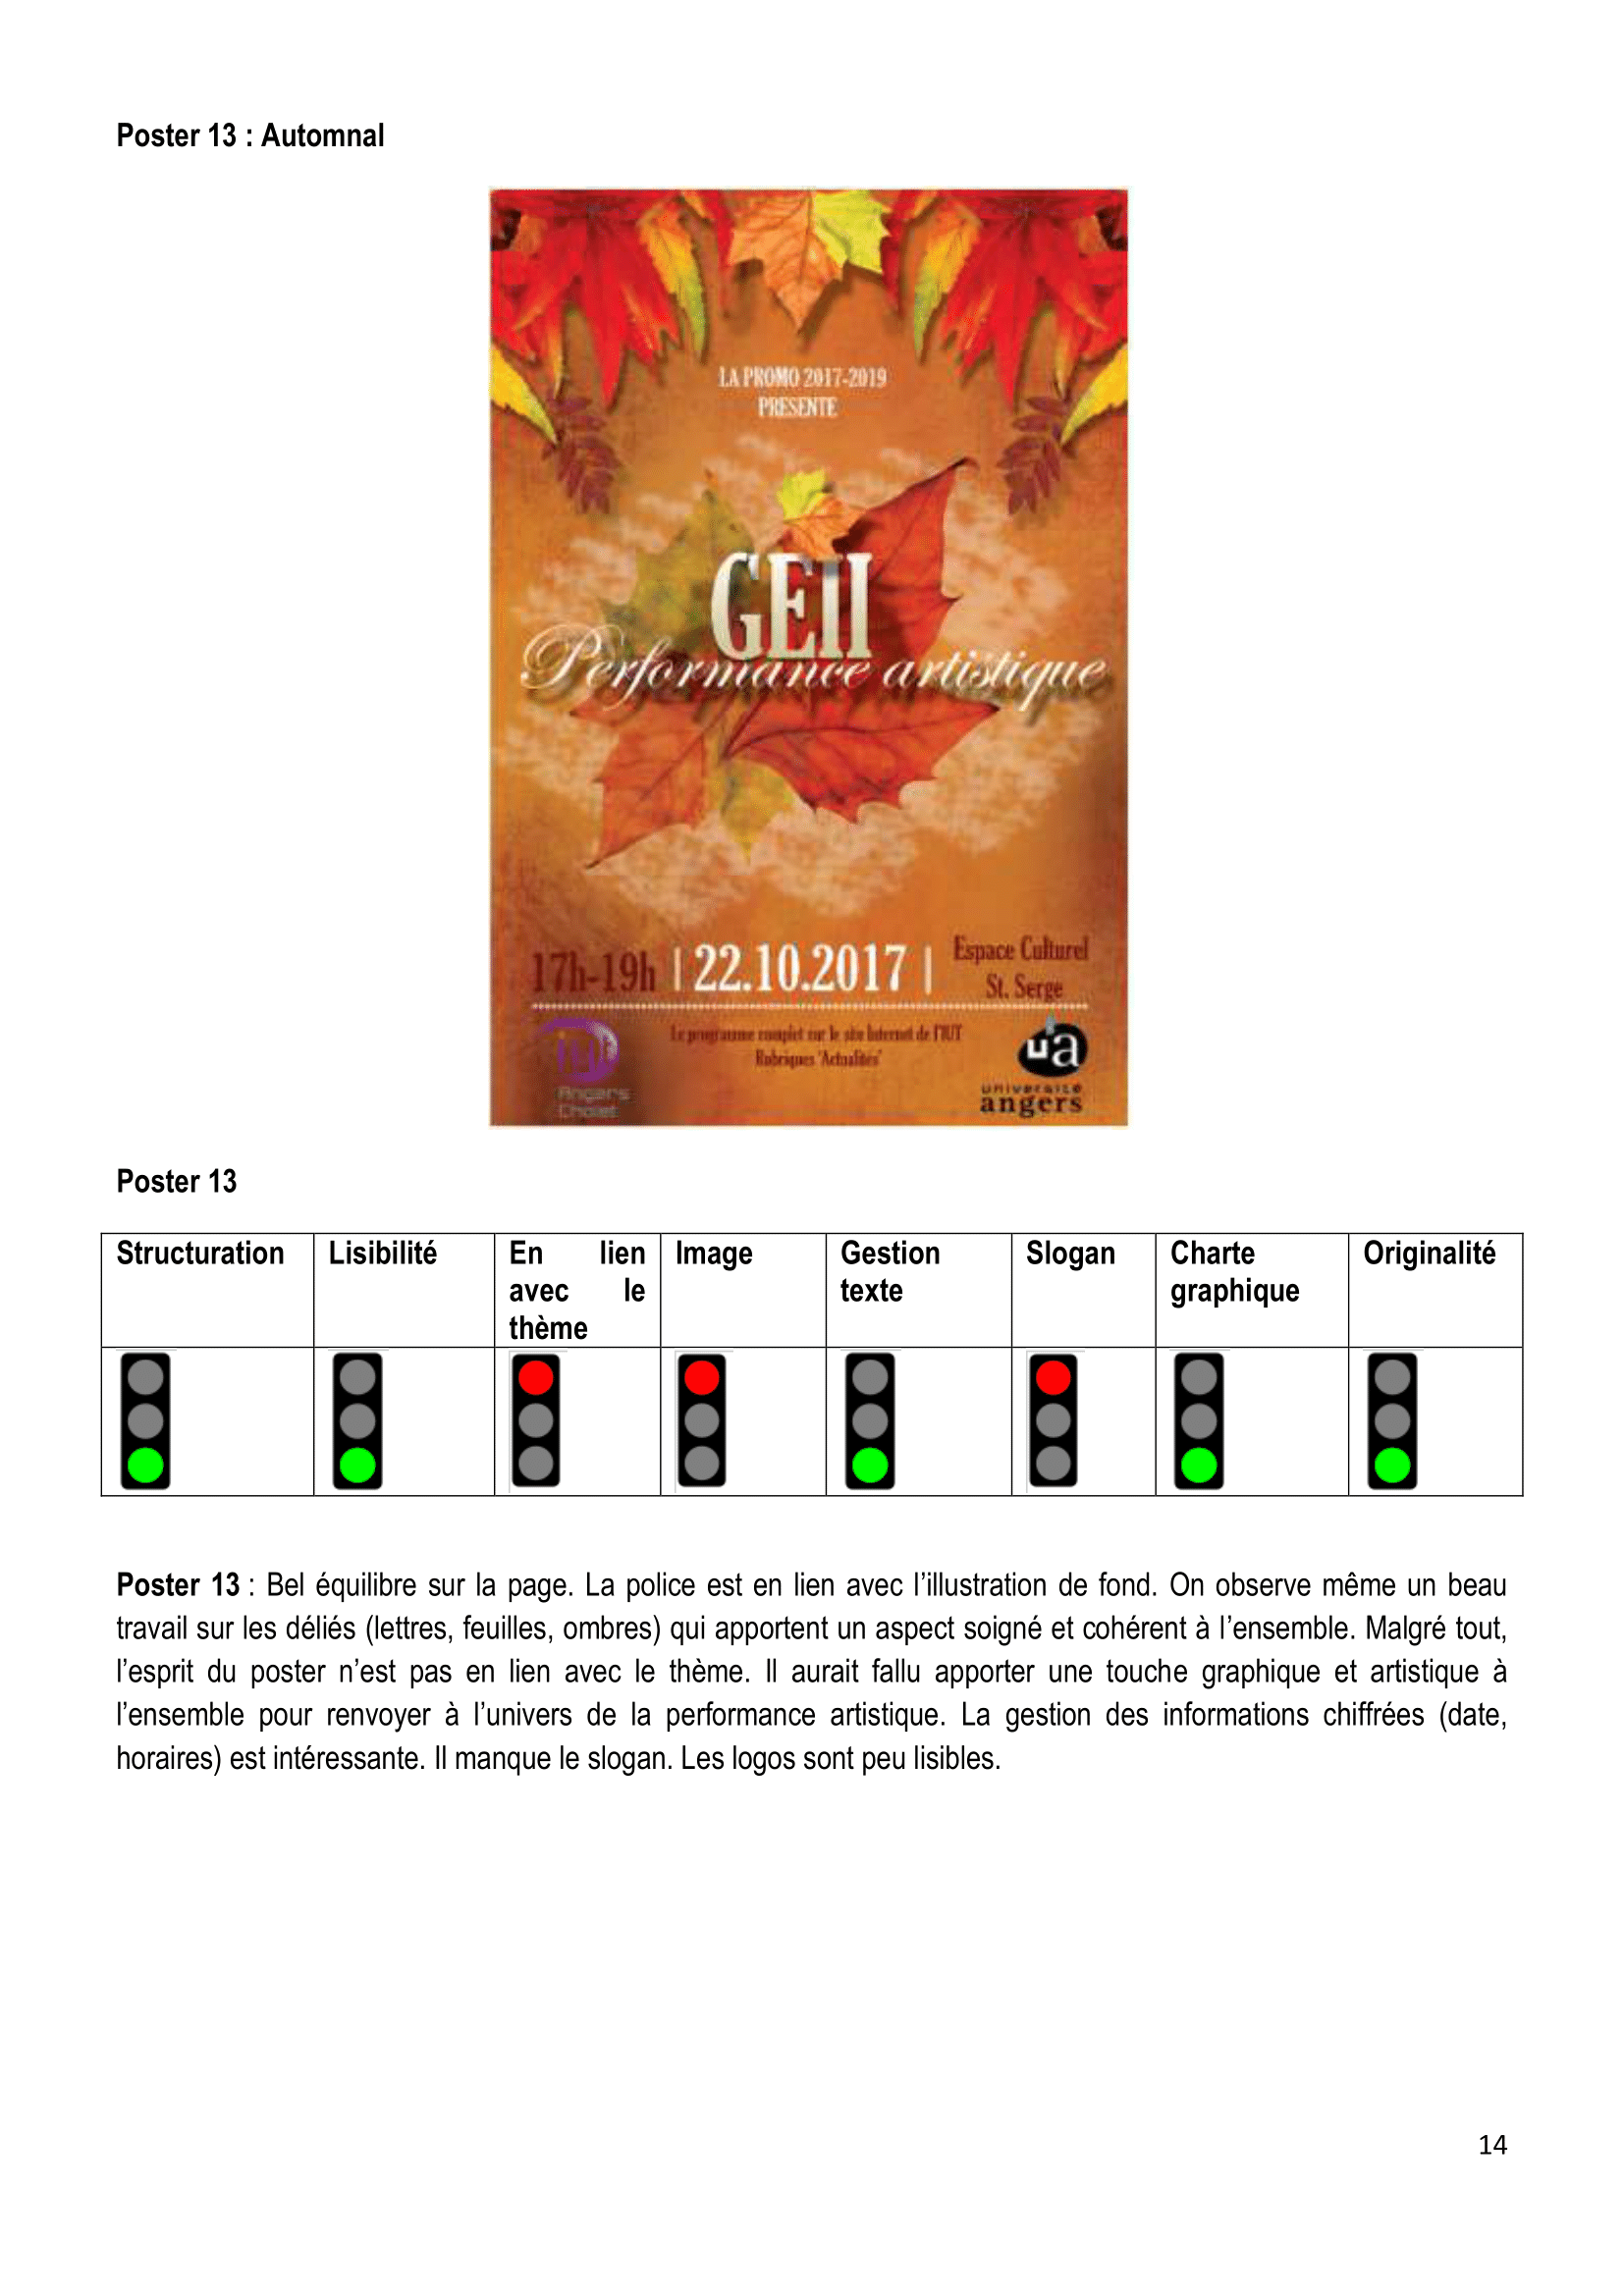 Poster 13 : Automnal
LA PROMO 2017-2019
PRESENTE
GEII
Performance artistique
17h-19h | 22.10.2017 |
Espace Culturel
St. Serge
Le programme complet sur le site Internet de l'IUT
Rubriques 'Actualités'
iut
Angers
Cholet
ua
université
angers
Poster 13
Structuration
Lisibilité
En lien
avec le
thème
Image
Gestion
texte
Slogan
Charte
graphique
Originalité
Poster 13 : Bel équilibre sur la page. La police est en lien avec l’illustration de fond. On observe même un beau
travail sur les déliés (lettres, feuilles, ombres) qui apportent un aspect soigné et cohérent à l’ensemble. Malgré tout,
l’esprit du poster n’est pas en lien avec le thème. Il aurait fallu apporter une touche graphique et artistique à
l’ensemble pour renvoyer à l’univers de la performance artistique. La gestion des informations chiffrées (date,
horaires) est intéressante. Il manque le slogan. Les logos sont peu lisibles.
14